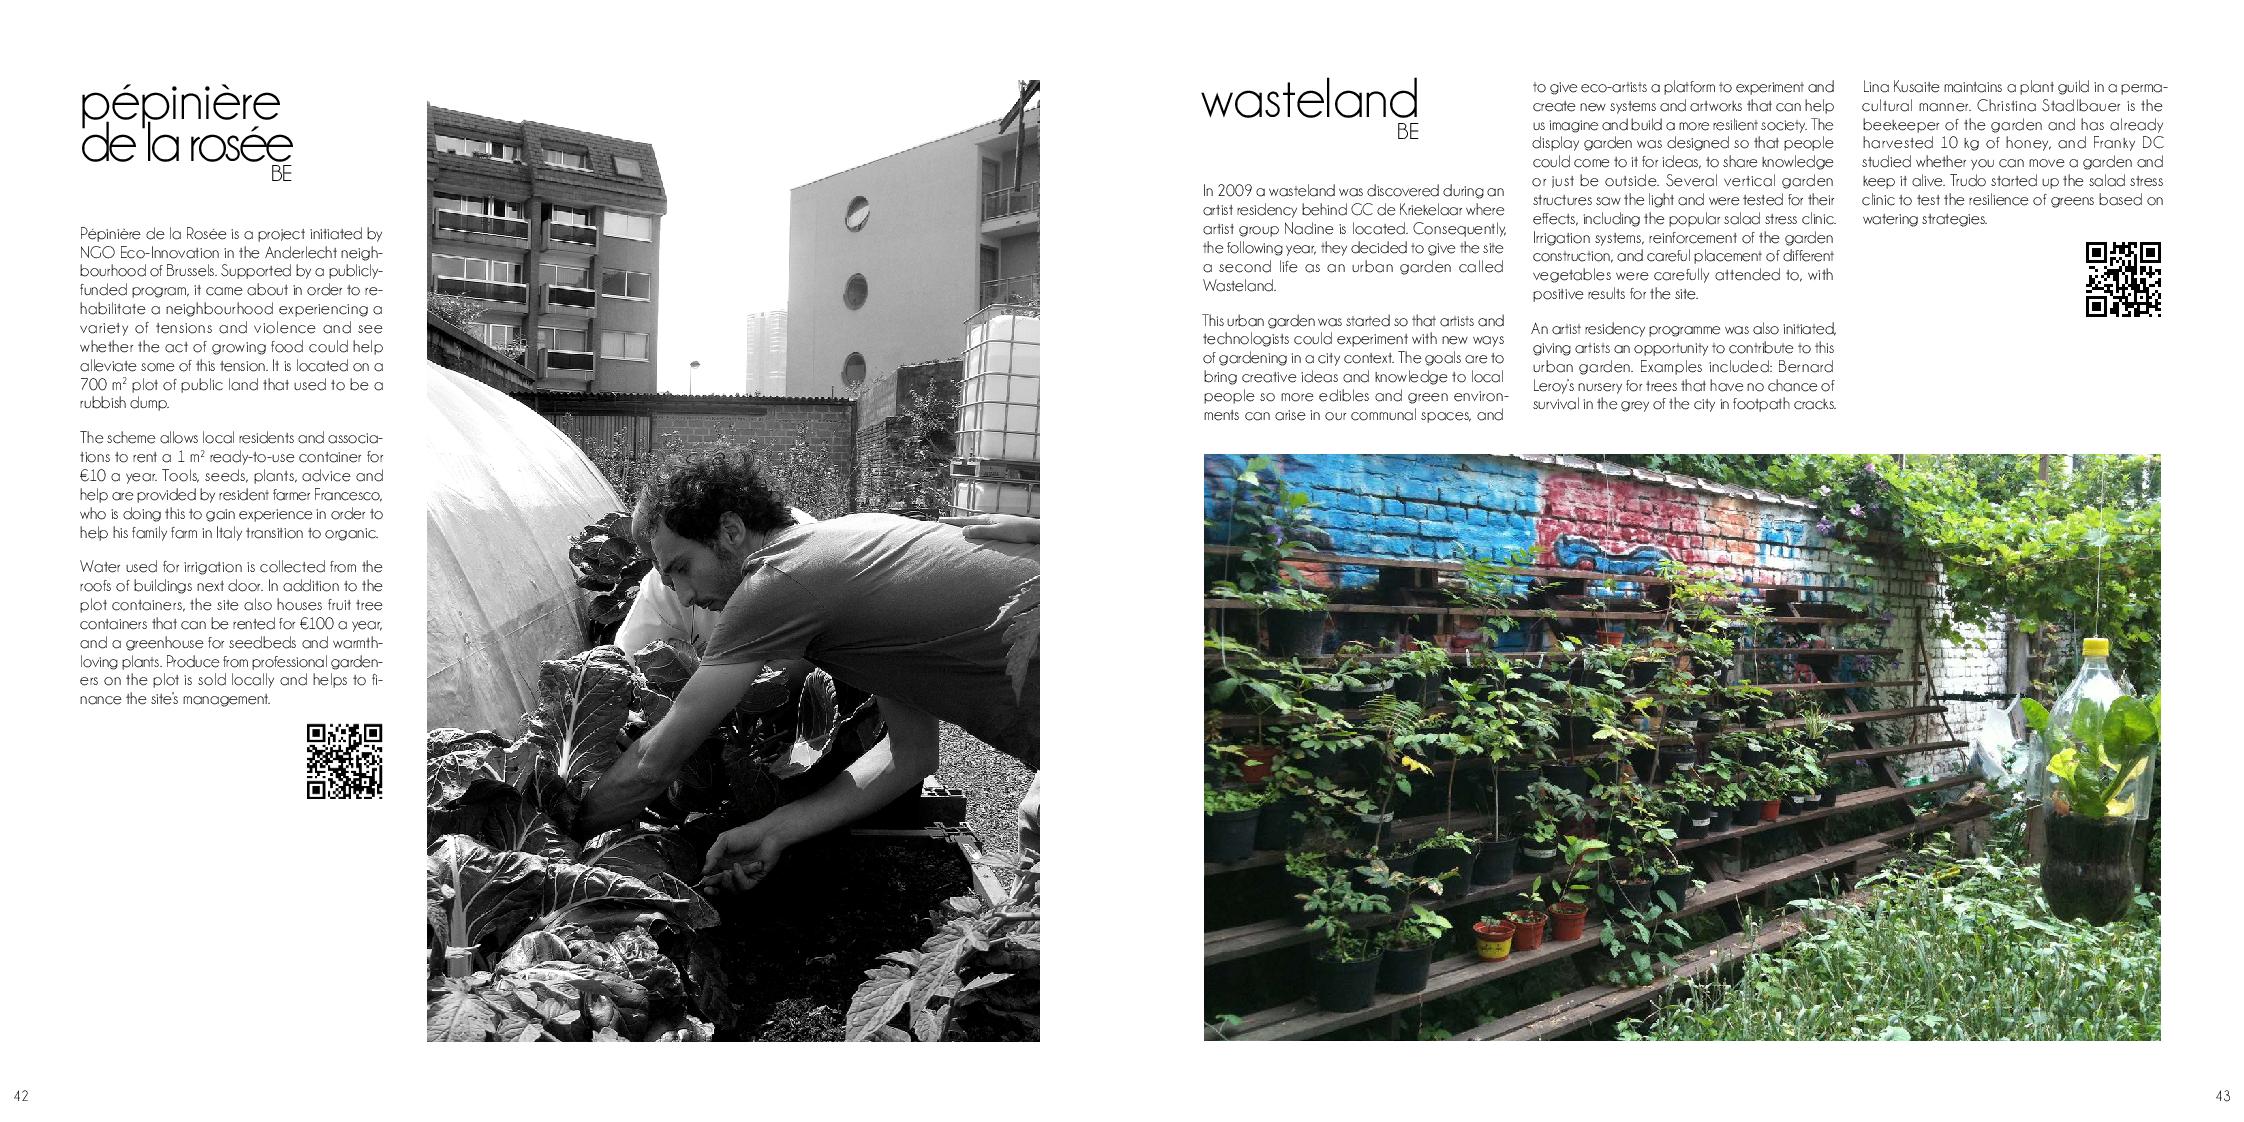 pépinière
de la rosée
BE
Pépinière de la Rosée is a project initiated by
NGO Eco-Innovation in the Anderlecht neigh-
bourhood of Brussels. Supported by a publicly-
funded program, it came about in order to re-
habilitate a neighbourhood experiencing a
variety of tensions and violence and see
whether the act of growing food could help
alleviate some of this tension. It is located on a
700 m² plot of public land that used to be a
rubbish dump.
The scheme allows local residents and associa-
tions to rent a 1 m² ready-to-use container for
€10 a year. Tools, seeds, plants, advice and
help are provided by resident farmer Francesco,
who is doing this to gain experience in order to
help his family farm in Italy transition to organic.
Water used for irrigation is collected from the
roofs of buildings next door. In addition to the
plot containers, the site also houses fruit tree
containers that can be rented for €100 a year,
and a greenhouse for seedbeds and warmth-
loving plants. Produce from professional garden-
ers on the plot is sold locally and helps to fi-
nance the site's management.
42
wasteland
BE
In 2009 a wasteland was discovered during an
artist residency behind GC de Kriekelaar where
artist group Nadine is located. Consequently,
the following year, they decided to give the site
a second life as an urban garden called
Wasteland.
This urban garden was started so that artists and
technologists could experiment with new ways
of gardening in a city context. The goals are to
bring creative ideas and knowledge to local
people so more edibles and green environ-
ments can arise in our communal spaces, and
to give eco-artists a platform to experiment and
create new systems and artworks that can help
us imagine and build a more resilient society. The
display garden was designed so that people
could come to it for ideas, to share knowledge
or just be outside. Several vertical garden
structures saw the light and were tested for their
effects, including the popular salad stress clinic.
Irrigation systems, reinforcement of the garden
construction, and careful placement of different
vegetables were carefully attended to, with
positive results for the site.
An artist residency programme was also initiated,
giving artists an opportunity to contribute to this
urban garden. Examples included: Bernard
Leroy's nursery for trees that have no chance of
survival in the grey of the city in footpath cracks.
Lina Kusaite maintains a plant guild in a perma-
cultural manner. Christina Stadlbauer is the
beekeeper of the garden and has already
harvested 10 kg of honey, and Franky DC
studied whether you can move a garden and
keep it alive. Trudo started up the salad stress
clinic to test the resilience of greens based on
watering strategies.
43